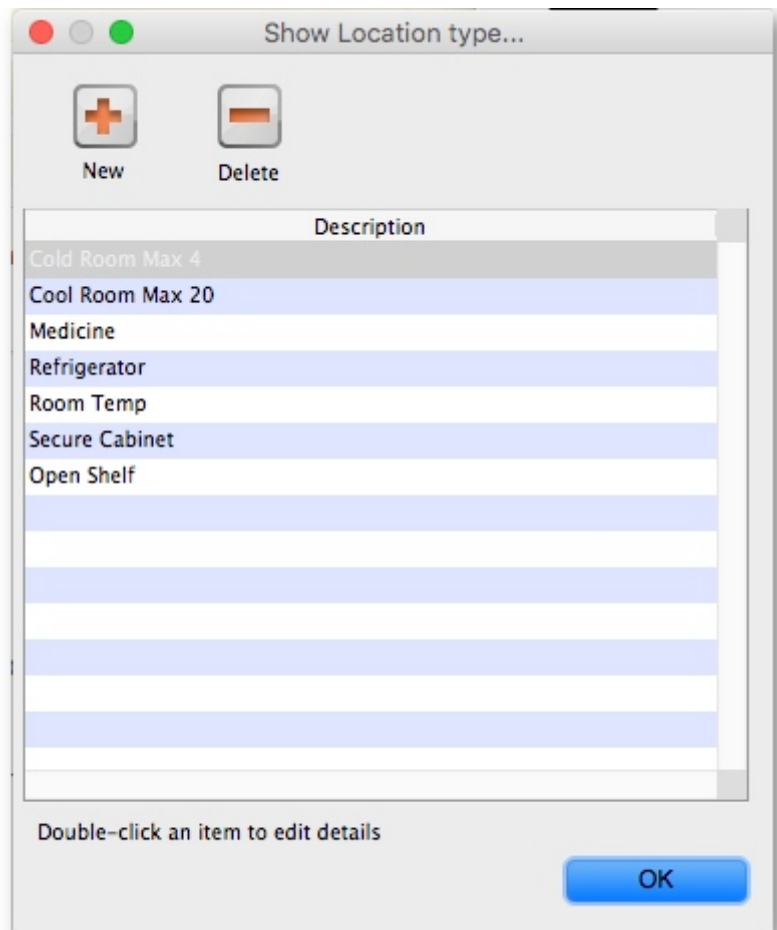 Show Location type...
New Delete
Description
Cold Room Max 4
Cool Room Max 20
Medicine
Refrigerator
Room Temp
Secure Cabinet
Open Shelf
Double-click an item to edit details
OK